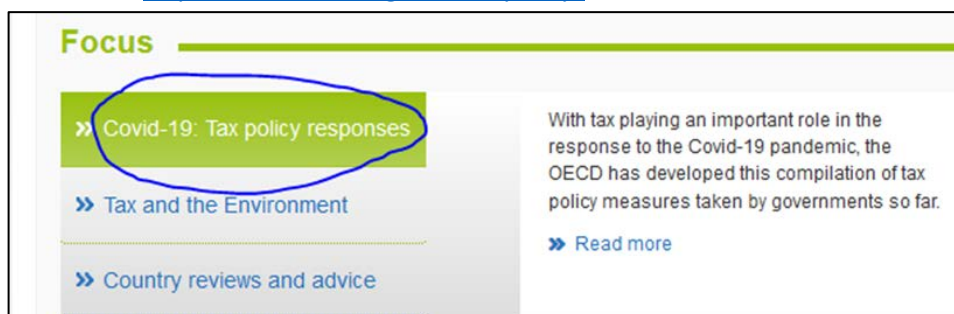 Focus
» Covid-19: Tax policy responses
» Tax and the Environment
» Country reviews and advice
With tax playing an important role in the
response to the Covid-19 pandemic, the
OECD has developed this compilation of tax
policy measures taken by governments so far.
» Read more